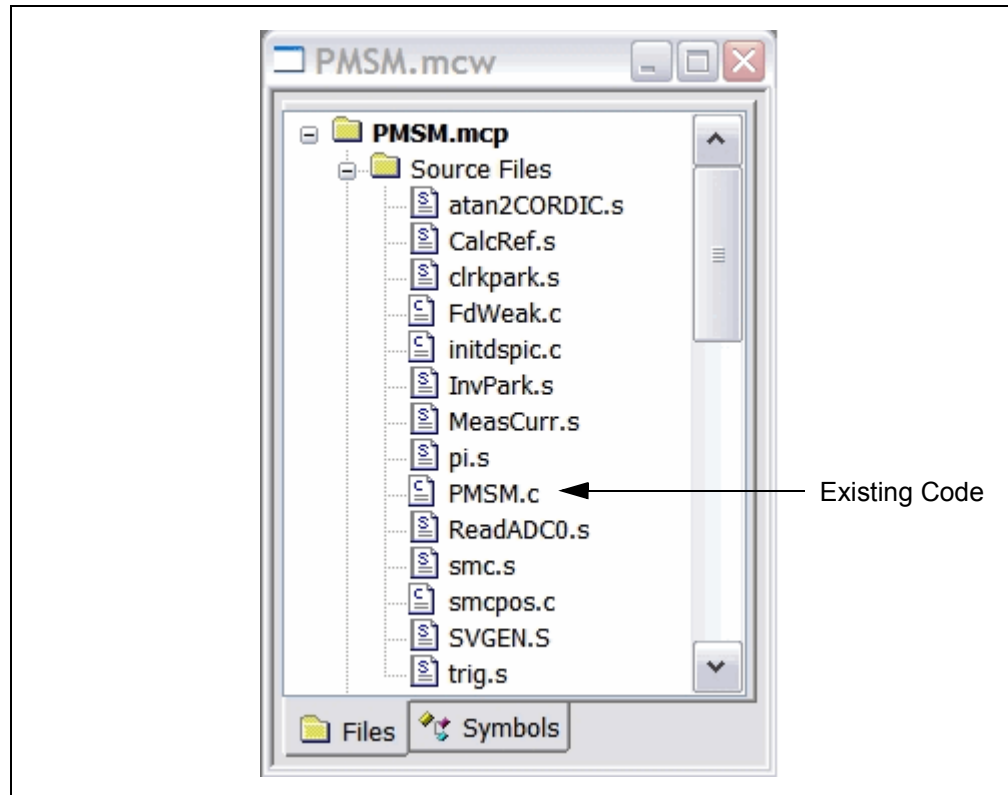 PMSM.mcw
PMSM.mcp
Source Files
atan2CORDIC.s
CalcRef.s
clrkpark.s
FdWeak.c
initdspic.c
InvPark.s
MeasCurr.s
pi.s
PMSM.c
Existing Code
ReadADC0.s
smc.s
smcpos.c
SVGEN.S
trig.s
Files
Symbols